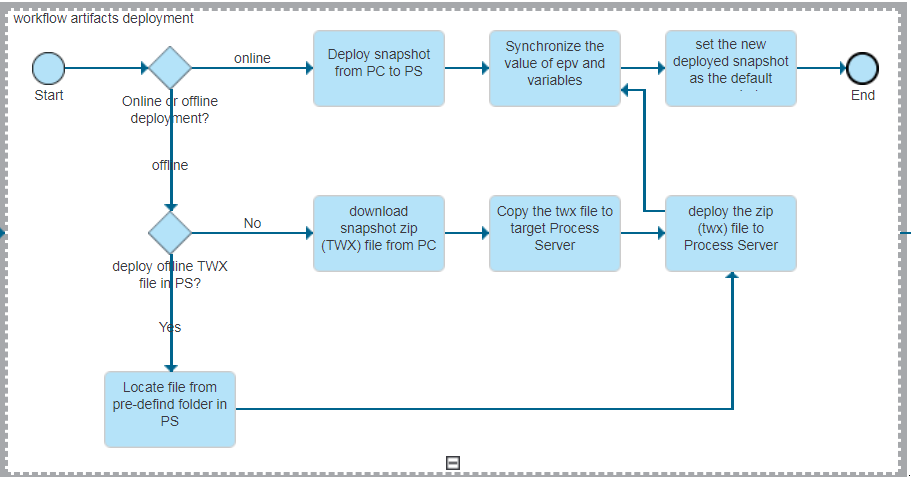 workflow artifacts deployment
Start
Online or offline
deployment?
online
Deploy snapshot
from PC to PS
Synchronize the
value of epv and
variables
set the new
deployed snapshot
as the default
End
offline
deploy offline TWX
file in PS?
No
download
snapshot zip
(TWX) file from PC
Copy the twx file to
target Process
Server
deploy the zip
(twx) file to
Process Server
Yes
Locate file from
pre-defind folder in
PS